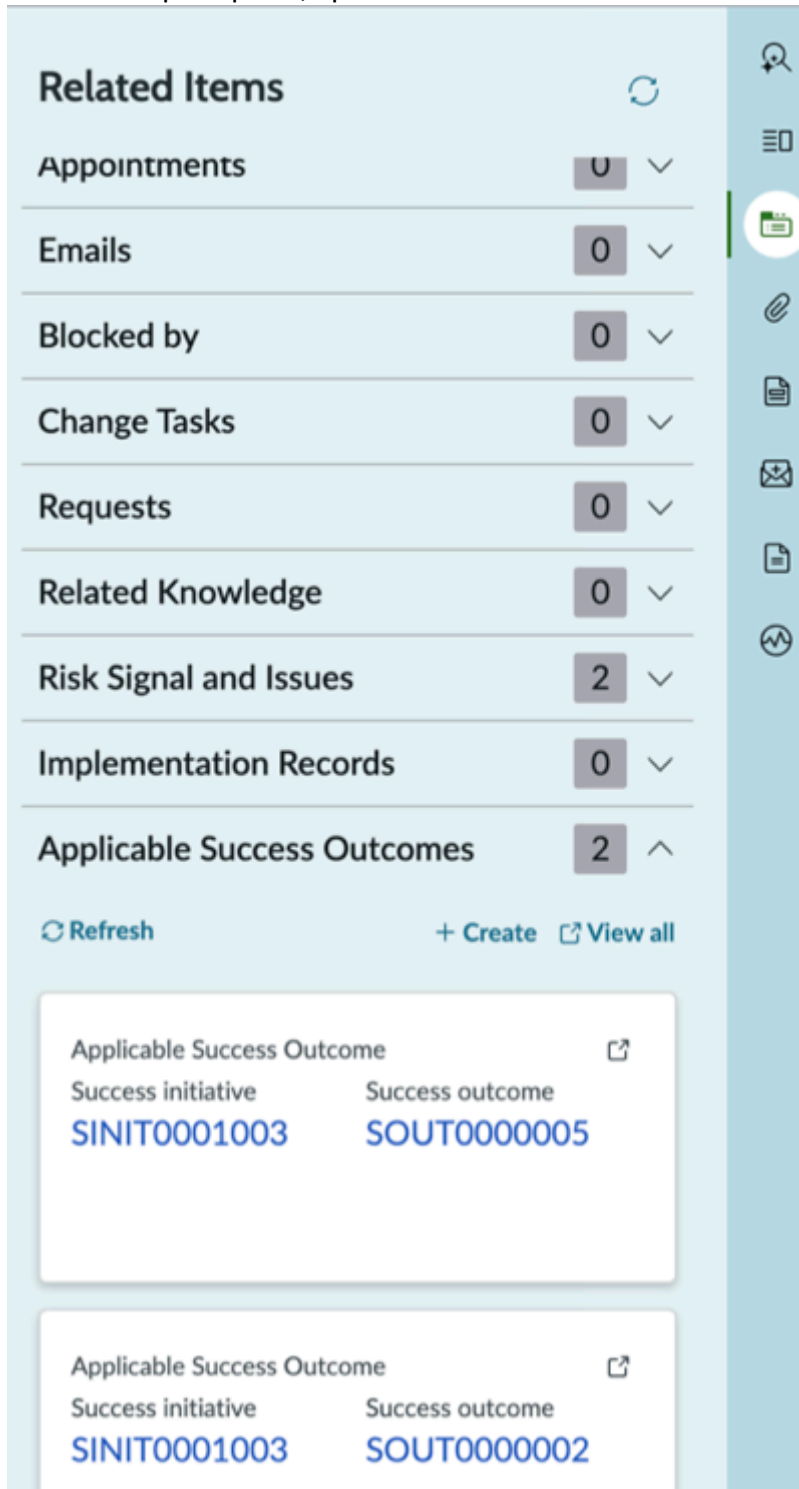 Related Items
Appointments 0
Emails 0
Blocked by 0
Change Tasks 0
Requests 0
Related Knowledge 0
Risk Signal and Issues 2
Implementation Records 0
Applicable Success Outcomes 2
Refresh + Create View all
Applicable Success Outcome
Success initiative Success outcome
SINIT0001003 SOUT0000005
Applicable Success Outcome
Success initiative Success outcome
SINIT0001003 SOUT0000002